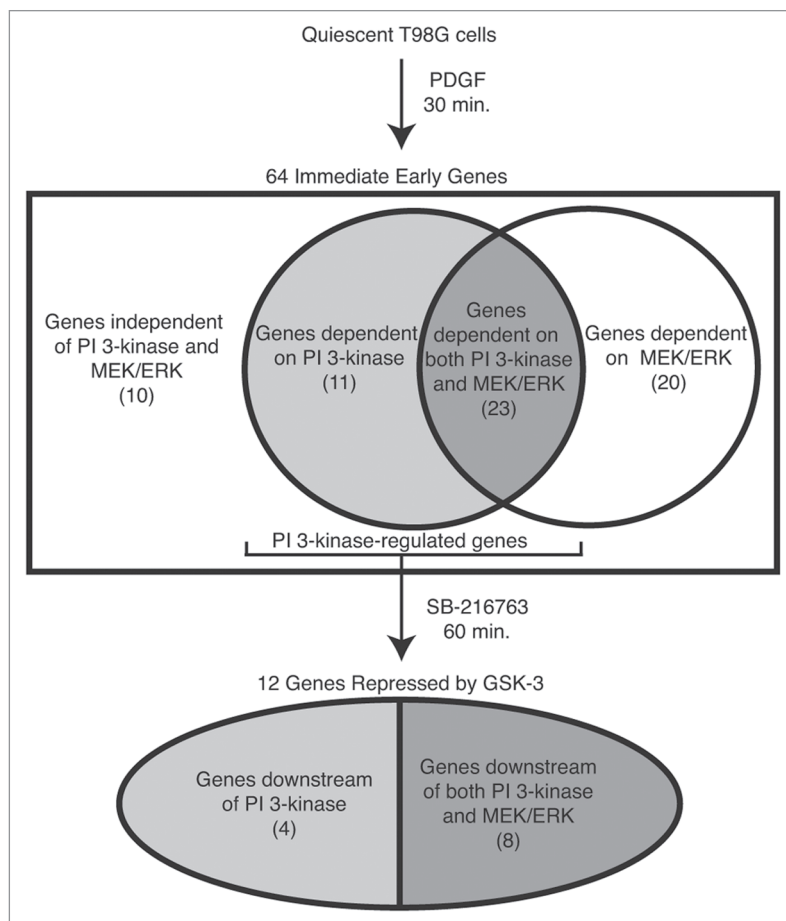 Quiescent T98G cells
PDGF
30 min.
64 Immediate Early Genes
Genes independent
of PI 3-kinase and
MEK/ERK
(10)
Genes dependent
on PI 3-kinase
(11)
Genes
dependent on
both PI 3-kinase
and MEK/ERK
(23)
Genes dependent
on MEK/ERK
(20)
PI 3-kinase-regulated genes
SB-216763
60 min.
12 Genes Repressed by GSK-3
Genes downstream
of PI 3-kinase
(4)
Genes downstream
of both PI 3-kinase
and MEK/ERK
(8)